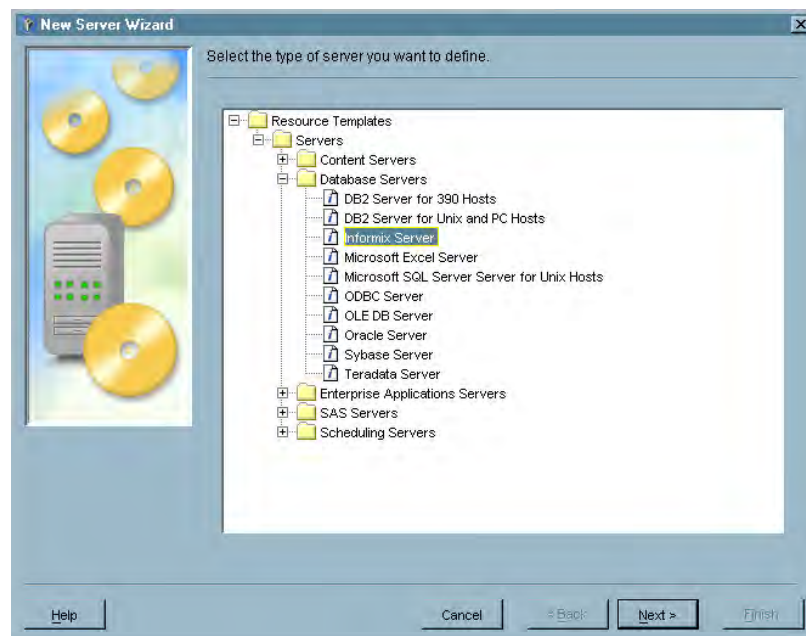 New Server Wizard
Select the type of server you want to define.
Resource Templates
Servers
Content Servers
Database Servers
DB2 Server for 390 Hosts
DB2 Server for Unix and PC Hosts
Informix Server
Microsoft Excel Server
Microsoft SQL Server Server for Unix Hosts
ODBC Server
OLE DB Server
Oracle Server
Sybase Server
Teradata Server
Enterprise Applications Servers
SAS Servers
Scheduling Servers
Help Cancel < Back Next > Finish